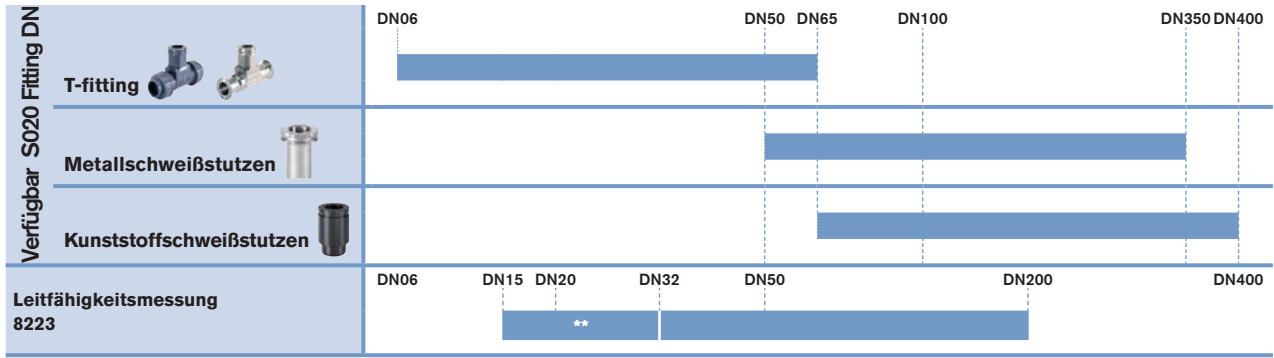 Verfügbar S020 Fitting DN
DN06 DN50 DN65 DN100 DN350 DN400
T-fitting
Metallschweißstutzen
Kunststoffschweißstutzen
DN06 DN15 DN20 DN32 DN50 DN200 DN400
Leitfähigkeitsmessung
8223
**